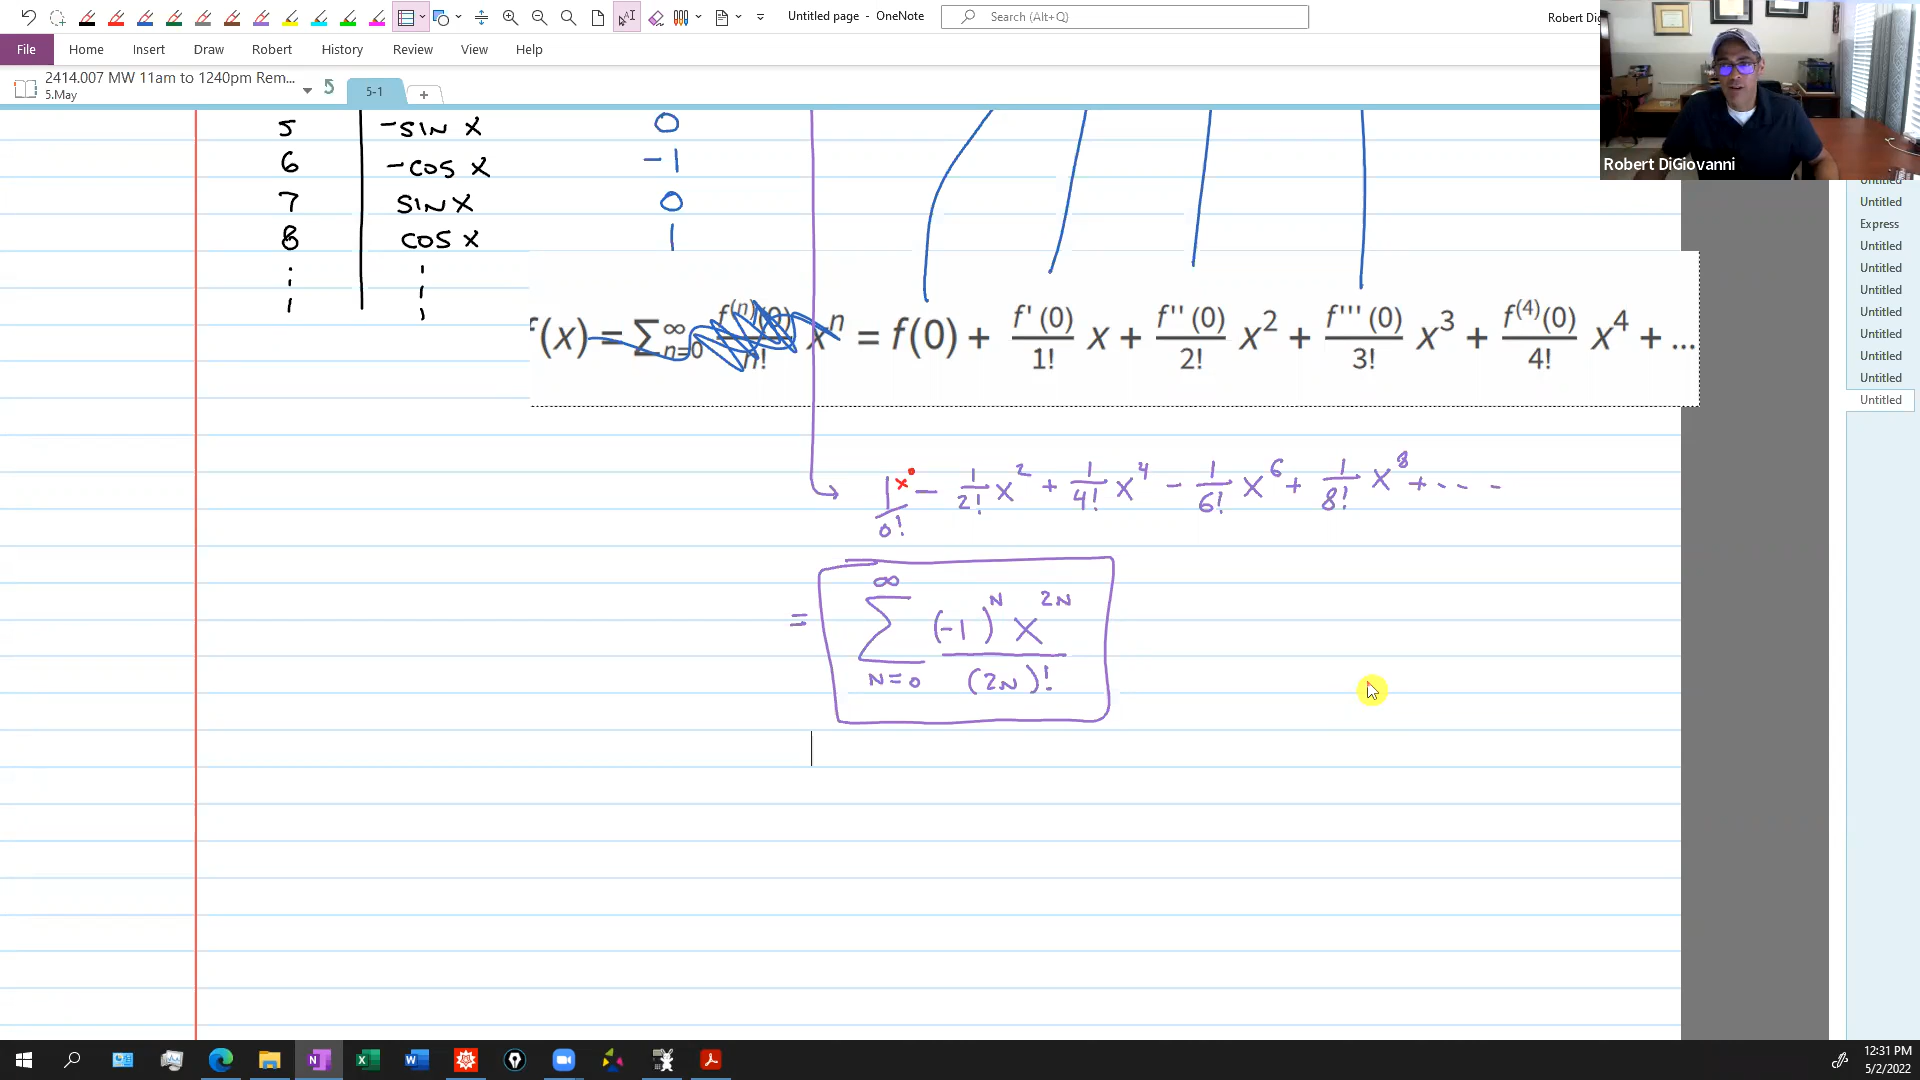 Untitled page - OneNote
Search (Alt+Q)
Robert Di
File Home Insert Draw Robert History Review View Help
2414.007 MW 11am to 1240pm Rem...
5.May
5-1
Robert DiGiovanni
5 -SIN X 0
6 -COS X -1
7 SIN X 0
8 COS X 1
f(x) = ∑_{n=0}^{∞} f^{(n)}(0)/n! x^n = f(0) + f'(0)/1! x + f''(0)/2! x^2 + f'''(0)/3! x^3 + f^{(4)}(0)/4! x^4 + ...
1/0! x^0 - 1/2! x^2 + 1/4! x^4 - 1/6! x^6 + 1/8! x^8 + ---
= ∑_{N=0}^{∞} (-1)^N X^{2N}/(2N)!
Untitled
Untitled
Express
Untitled
Untitled
Untitled
Untitled
Untitled
Untitled
Untitled
Untitled
12:31 PM
5/2/2022